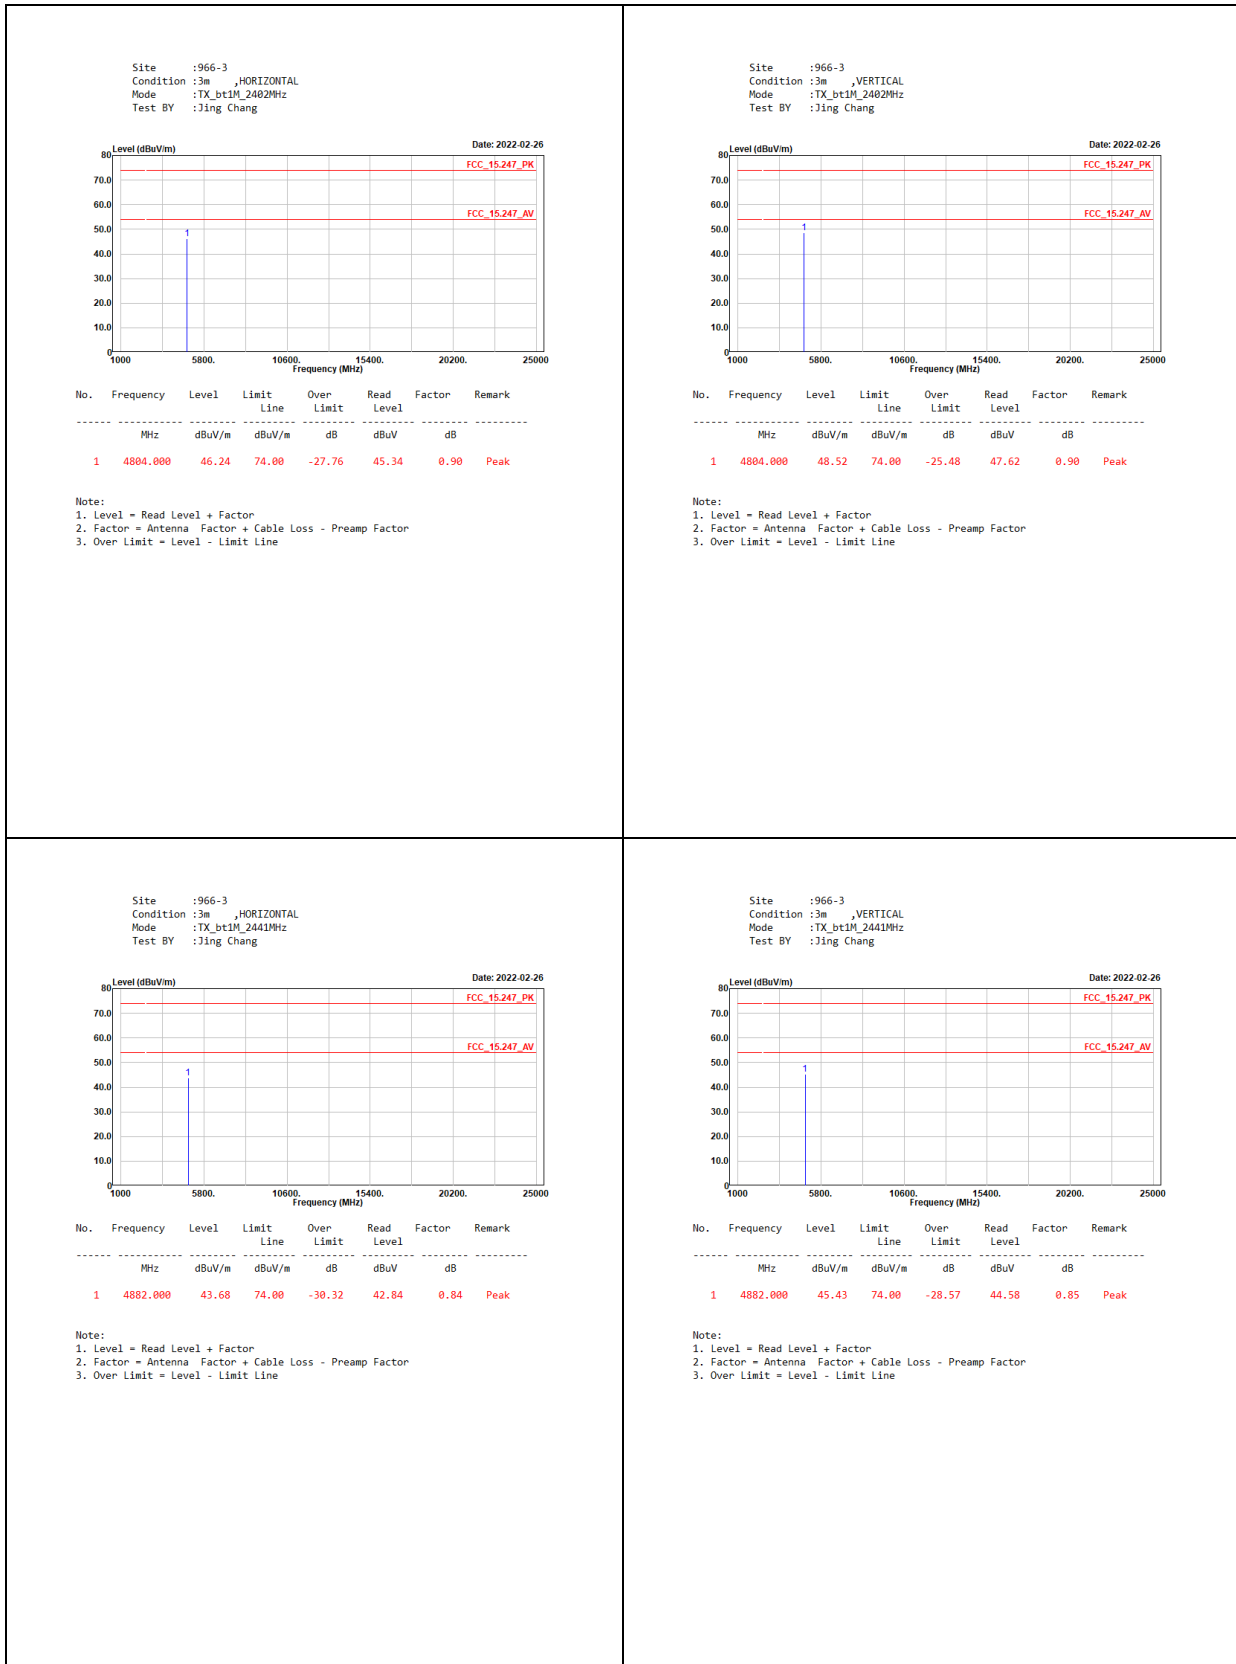 Site      :966-3
Condition :3m    ,HORIZONTAL
Mode      :TX_bt1M_2402MHz
Test BY   :Jing Chang
Level (dBuV/m)
Date: 2022-02-26
80
FCC_15.247_PK
70.0
60.0
FCC_15.247_AV
50.0
1
40.0
30.0
20.0
10.0
0
1000 5800. 10600. 15400. 20200. 25000
Frequency (MHz)
No. Frequency Level Limit Over Read Factor Remark
Line Limit Level
------ ----------- -------- --------- --------- -------- -------- ---------
MHz dBuV/m dBuV/m dB dBuV dB
1 4804.000 46.24 74.00 -27.76 45.34 0.90 Peak
Note:
1. Level = Read Level + Factor
2. Factor = Antenna  Factor + Cable Loss - Preamp Factor
3. Over Limit = Level - Limit Line
Site      :966-3
Condition :3m    ,VERTICAL
Mode      :TX_bt1M_2402MHz
Test BY   :Jing Chang
Level (dBuV/m)
Date: 2022-02-26
80
FCC_15.247_PK
70.0
60.0
FCC_15.247_AV
50.0
1
40.0
30.0
20.0
10.0
0
1000 5800. 10600. 15400. 20200. 25000
Frequency (MHz)
No. Frequency Level Limit Over Read Factor Remark
Line Limit Level
------ ----------- -------- --------- --------- -------- -------- ---------
MHz dBuV/m dBuV/m dB dBuV dB
1 4804.000 48.52 74.00 -25.48 47.62 0.90 Peak
Note:
1. Level = Read Level + Factor
2. Factor = Antenna  Factor + Cable Loss - Preamp Factor
3. Over Limit = Level - Limit Line
Site      :966-3
Condition :3m    ,HORIZONTAL
Mode      :TX_bt1M_2441MHz
Test BY   :Jing Chang
Level (dBuV/m)
Date: 2022-02-26
80
FCC_15.247_PK
70.0
60.0
FCC_15.247_AV
50.0
1
40.0
30.0
20.0
10.0
0
1000 5800. 10600. 15400. 20200. 25000
Frequency (MHz)
No. Frequency Level Limit Over Read Factor Remark
Line Limit Level
------ ----------- -------- --------- --------- -------- -------- ---------
MHz dBuV/m dBuV/m dB dBuV dB
1 4882.000 43.68 74.00 -30.32 42.84 0.84 Peak
Note:
1. Level = Read Level + Factor
2. Factor = Antenna  Factor + Cable Loss - Preamp Factor
3. Over Limit = Level - Limit Line
Site      :966-3
Condition :3m    ,VERTICAL
Mode      :TX_bt1M_2441MHz
Test BY   :Jing Chang
Level (dBuV/m)
Date: 2022-02-26
80
FCC_15.247_PK
70.0
60.0
FCC_15.247_AV
50.0
1
40.0
30.0
20.0
10.0
0
1000 5800. 10600. 15400. 20200. 25000
Frequency (MHz)
No. Frequency Level Limit Over Read Factor Remark
Line Limit Level
------ ----------- -------- --------- --------- -------- -------- ---------
MHz dBuV/m dBuV/m dB dBuV dB
1 4882.000 45.43 74.00 -28.57 44.58 0.85 Peak
Note:
1. Level = Read Level + Factor
2. Factor = Antenna  Factor + Cable Loss - Preamp Factor
3. Over Limit = Level - Limit Line